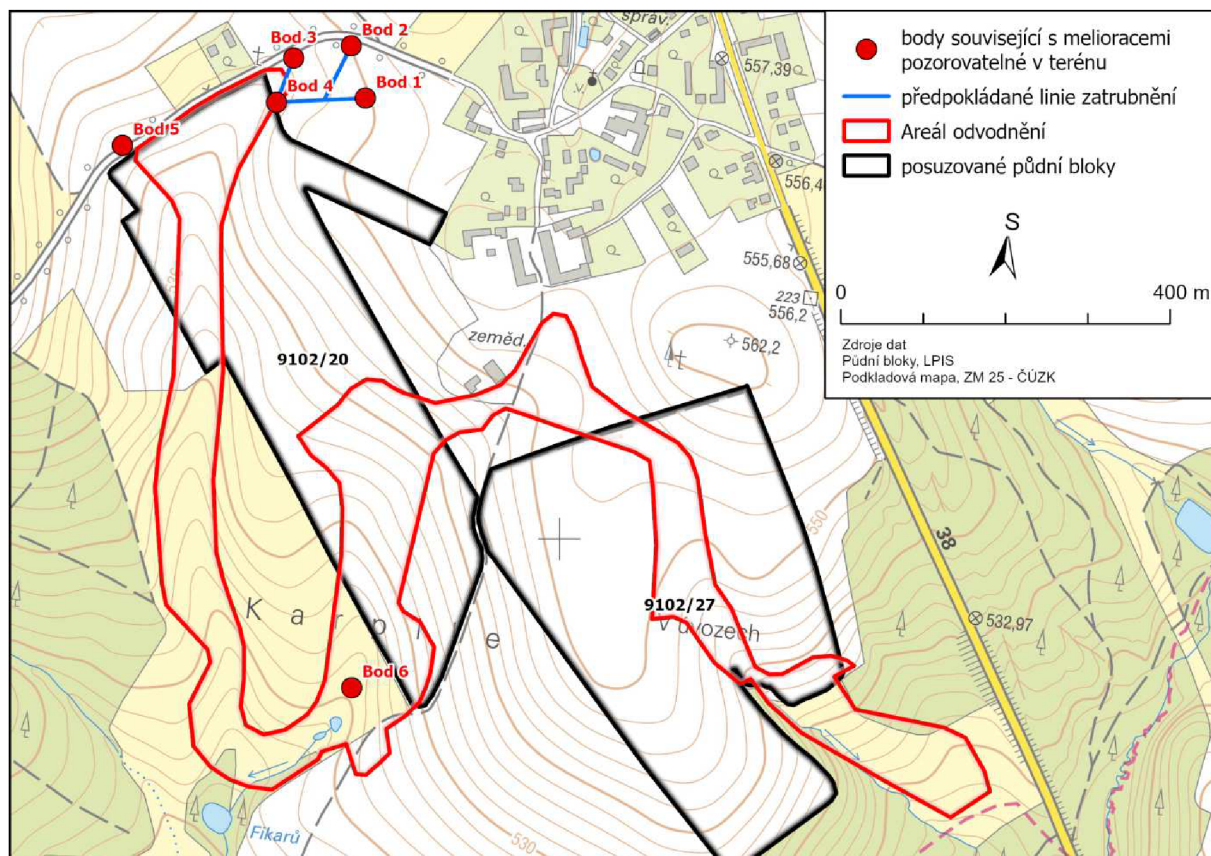 správ.
Bod 3
Bod 2
Bod 4
Bod 1
Bod 5
557,39
556,4
555,68
223
556,2
562,2
zeměd.
9102/20
9102/27
V úvozech
Karple
Bod 6
Fikarů
530
550
38
532,97
body související s melioracemi
pozorovatelné v terénu
předpokládané linie zatrubnění
Areál odvodnění
posuzované půdní bloky
S
0
400 m
Zdroje dat
Půdní bloky, LPIS
Podkladová mapa, ZM 25 - ČÚZK